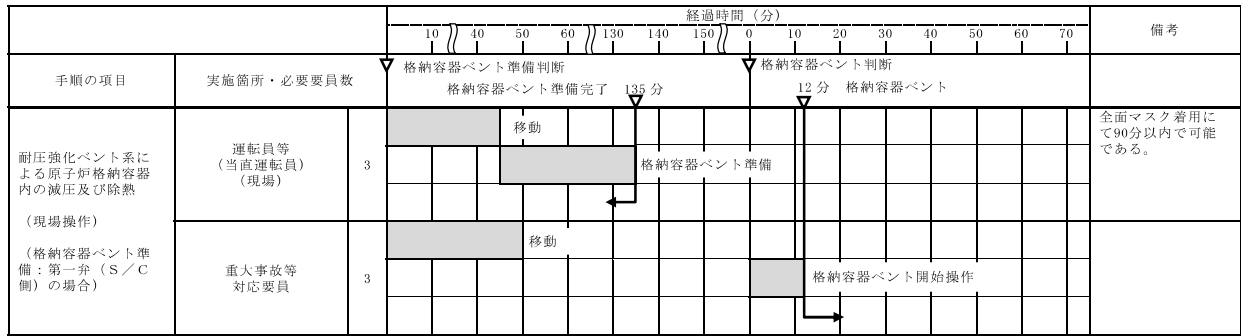 経過時間（分）
備考
10 40 50 60 130 140 150 0 10 20 30 40 50 60 70
手順の項目
実施箇所・必要要員数
格納容器ベント準備判断
格納容器ベント判断
格納容器ベント準備完了 135分
12分 格納容器ベント
耐圧強化ベント系に
よる原子炉格納容器
内の減圧及び除熱
（現場操作）
（格納容器ベント準
備：第一弁（Ｓ／Ｃ
側）の場合）
運転員等
（当直運転員）
（現場）
3
移動
格納容器ベント準備
全面マスク着用に
て90分以内で可能
である。
重大事故等
対応要員
3
移動
格納容器ベント開始操作